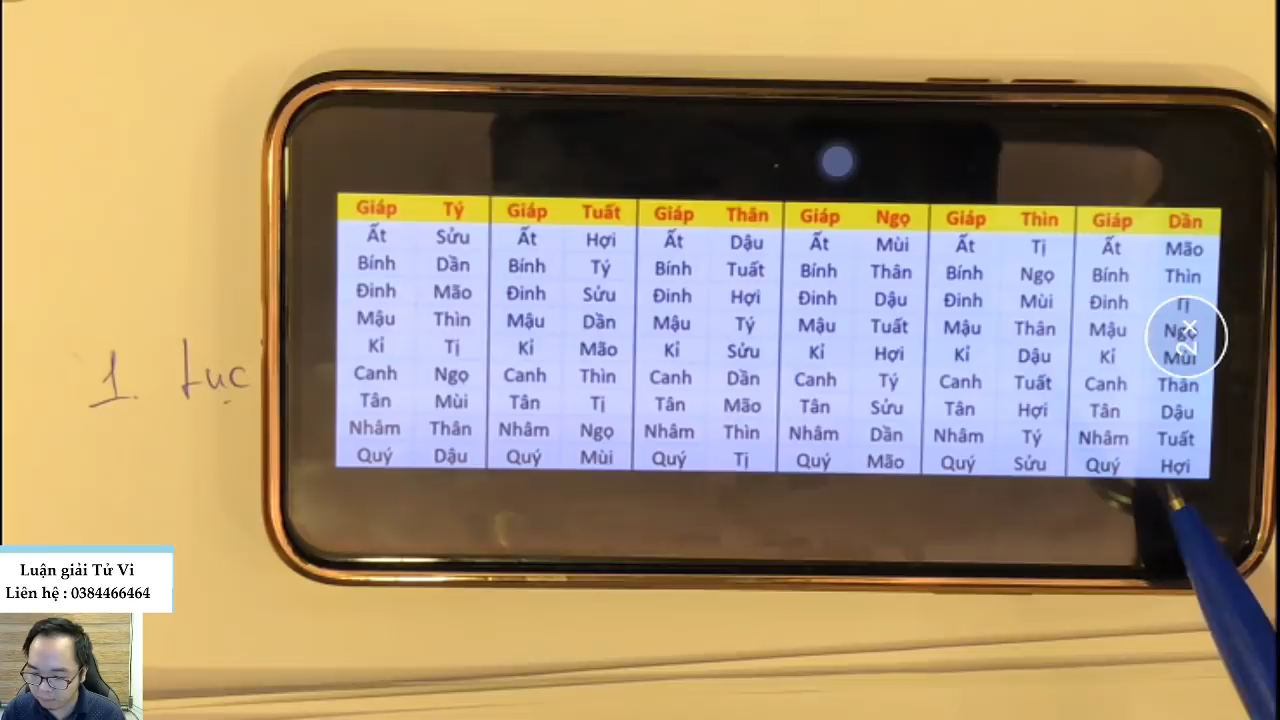 Giáp Tý Giáp Tuất Giáp Thân Giáp Ngọ Giáp Thìn Giáp Dần
Ất Sửu Ất Hợi Ất Dậu Ất Mùi Ất Tị Ất Mão
Bính Dần Bính Tý Bính Tuất Bính Thân Bính Ngọ Bính Thìn
Đinh Mão Đinh Sửu Đinh Hợi Đinh Dậu Đinh Mùi Đinh Tị
Mậu Thìn Mậu Dần Mậu Tý Mậu Tuất Mậu Thân Mậu Ngọ
Kỉ Tị Kỉ Mão Kỉ Sửu Kỉ Hợi Kỉ Dậu Kỉ Mùi
Canh Ngọ Canh Thìn Canh Dần Canh Tý Canh Tuất Canh Thân
Tân Mùi Tân Tị Tân Mão Tân Sửu Tân Hợi Tân Dậu
Nhâm Thân Nhâm Ngọ Nhâm Thìn Nhâm Dần Nhâm Tý Nhâm Tuất
Quý Dậu Quý Mùi Quý Tị Quý Mão Quý Sửu Quý Hợi
2x
1. Lục
Luận giải Tử Vi
Liên hệ : 0384466464